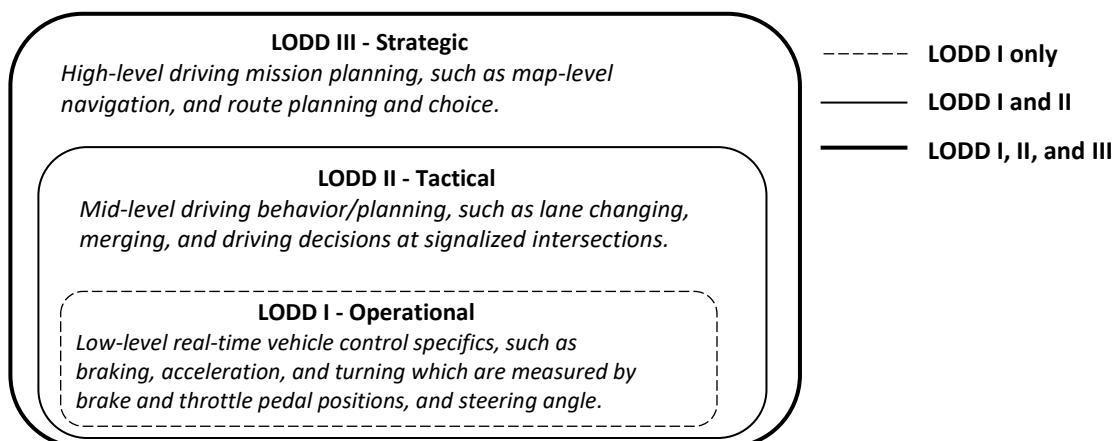 LODD III - Strategic
High-level driving mission planning, such as map-level
navigation, and route planning and choice.
LODD II - Tactical
Mid-level driving behavior/planning, such as lane changing,
merging, and driving decisions at signalized intersections.
LODD I - Operational
Low-level real-time vehicle control specifics, such as
braking, acceleration, and turning which are measured by
brake and throttle pedal positions, and steering angle.
LODD I only
LODD I and II
LODD I, II, and III